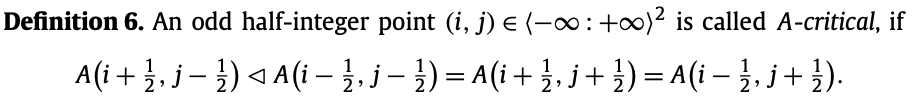 Definition 6. An odd half-integer point (i, j) ∈ ⟨−∞ : +∞⟩² is called A-critical, if
A(i + ½, j − ½) ◁ A(i − ½, j − ½) = A(i + ½, j + ½) = A(i − ½, j + ½).